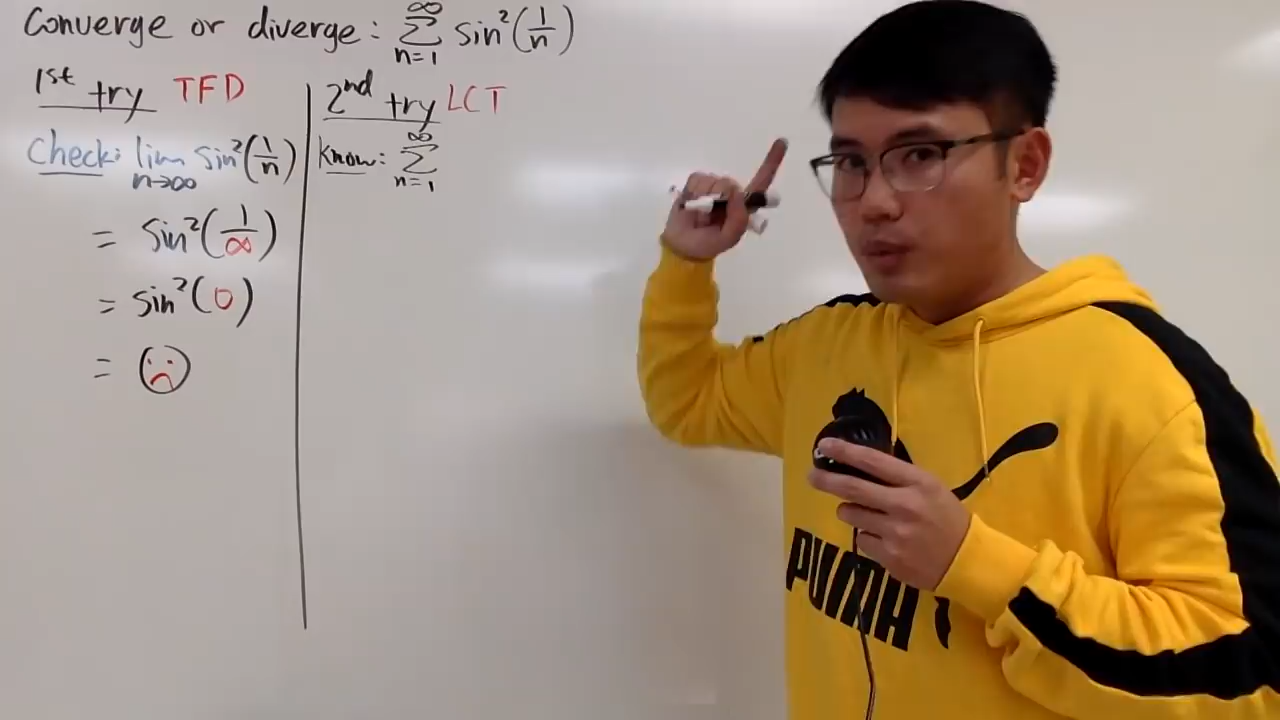 Converge or diverge: ∞∑n=1 sin²(1/n)
1st try TFD
Check: lim n→∞ sin²(1/n)
= sin²(1/∞)
= sin²(0)
= ☹
2nd try LCT
Know: ∞∑n=1
PUMA